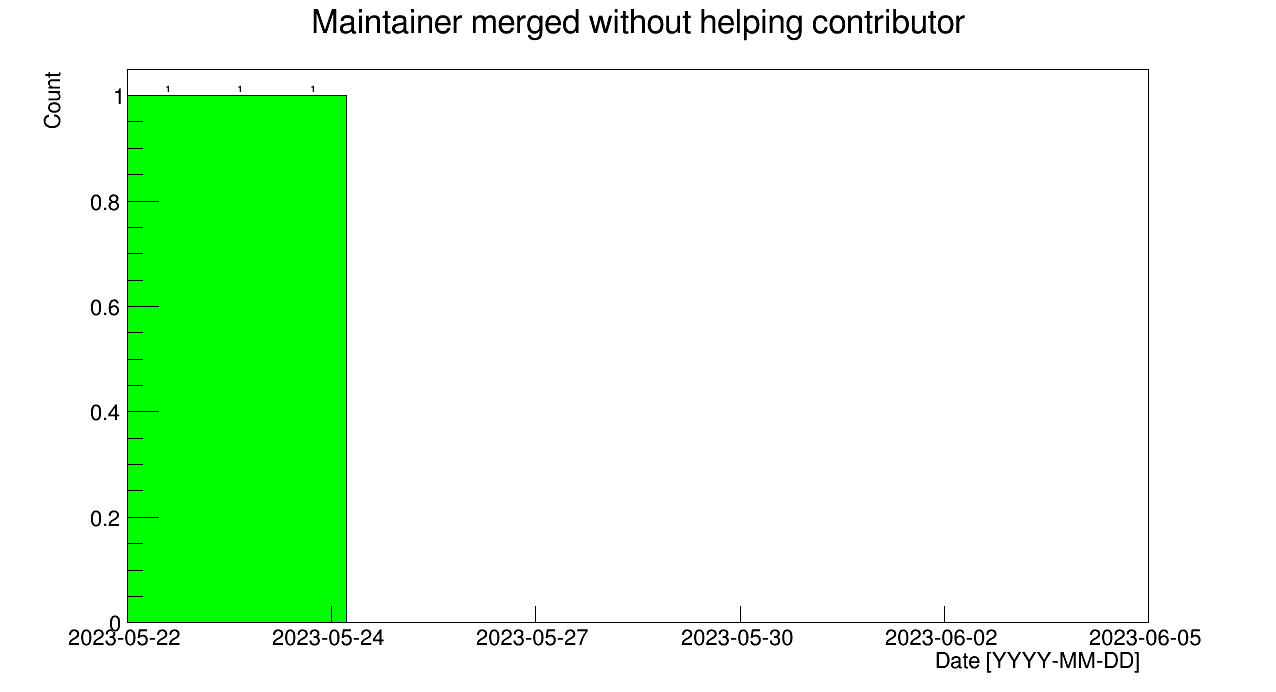 Maintainer merged without helping contributor
Count
1 1 1
1
0.8
0.6
0.4
0.2
0
2023-05-22 2023-05-24 2023-05-27 2023-05-30 2023-06-02 2023-06-05
Date [YYYY-MM-DD]